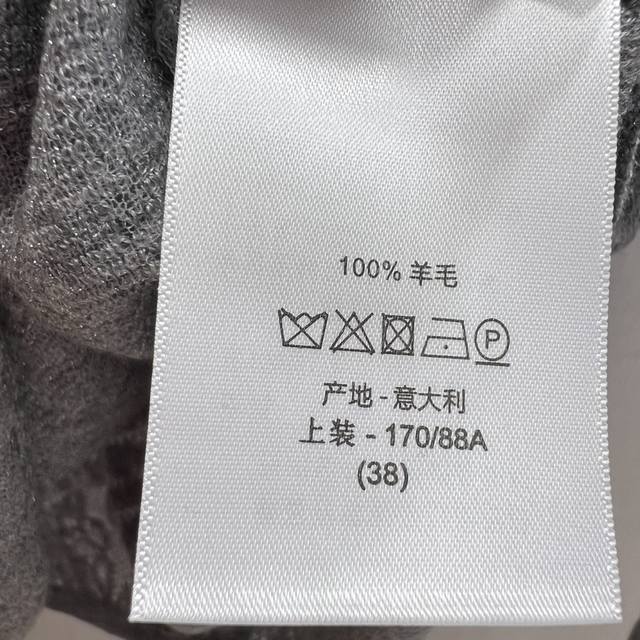 100% 羊毛
P
产地 - 意大利
上装 - 170/88A
(38)